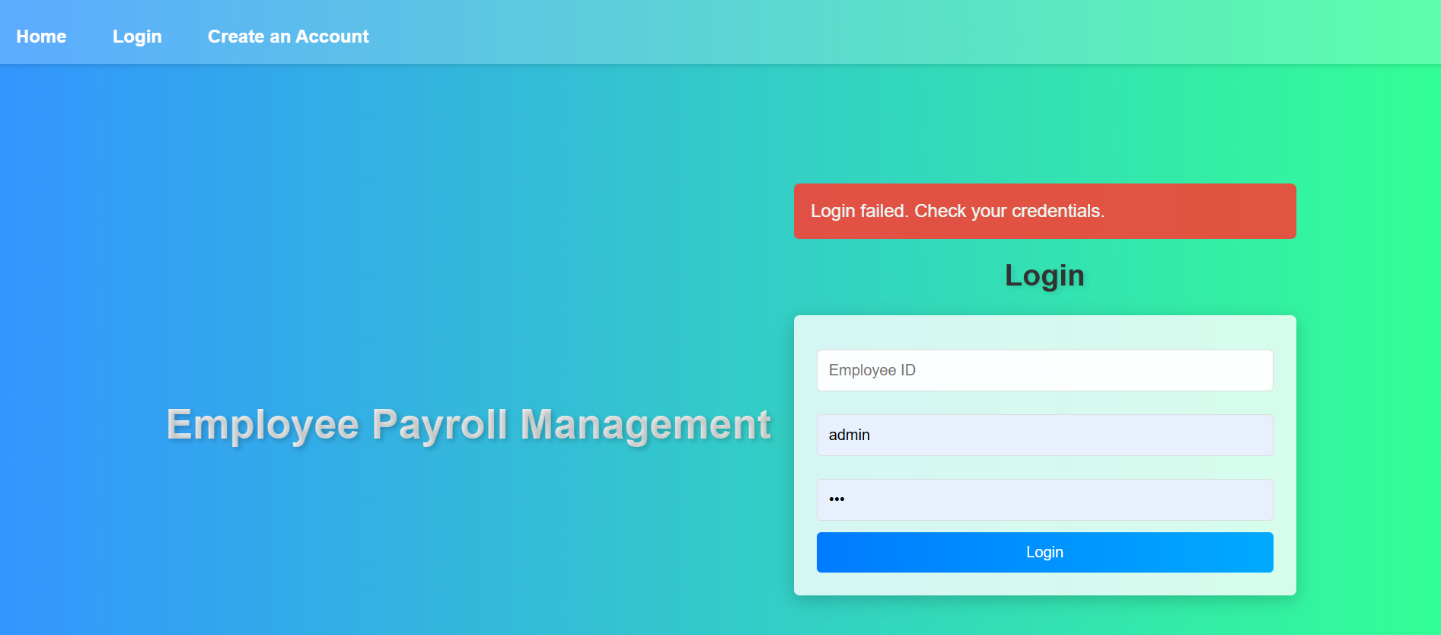 Home Login Create an Account
Login failed. Check your credentials.
Login
Employee ID
Employee Payroll Management
admin
•••
Login